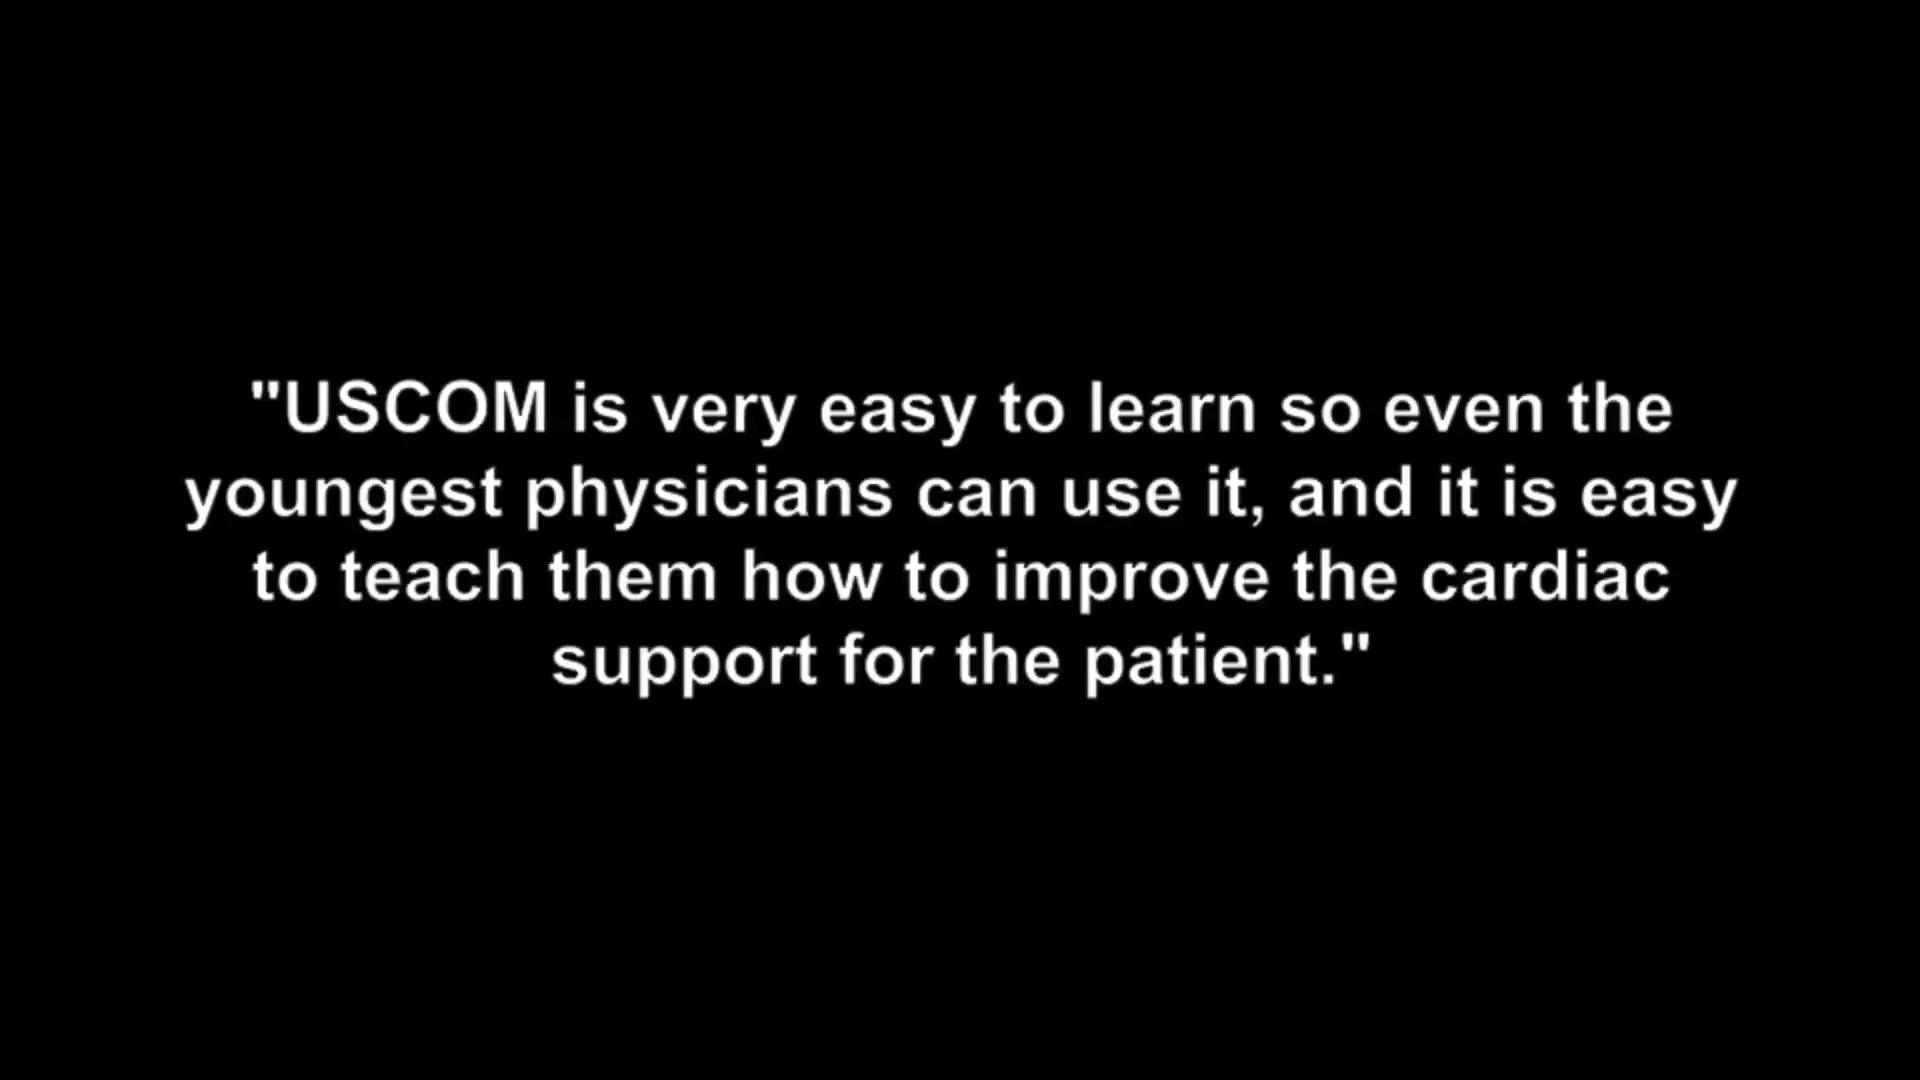 "USCOM is very easy to learn so even the
youngest physicians can use it, and it is easy
to teach them how to improve the cardiac
support for the patient."